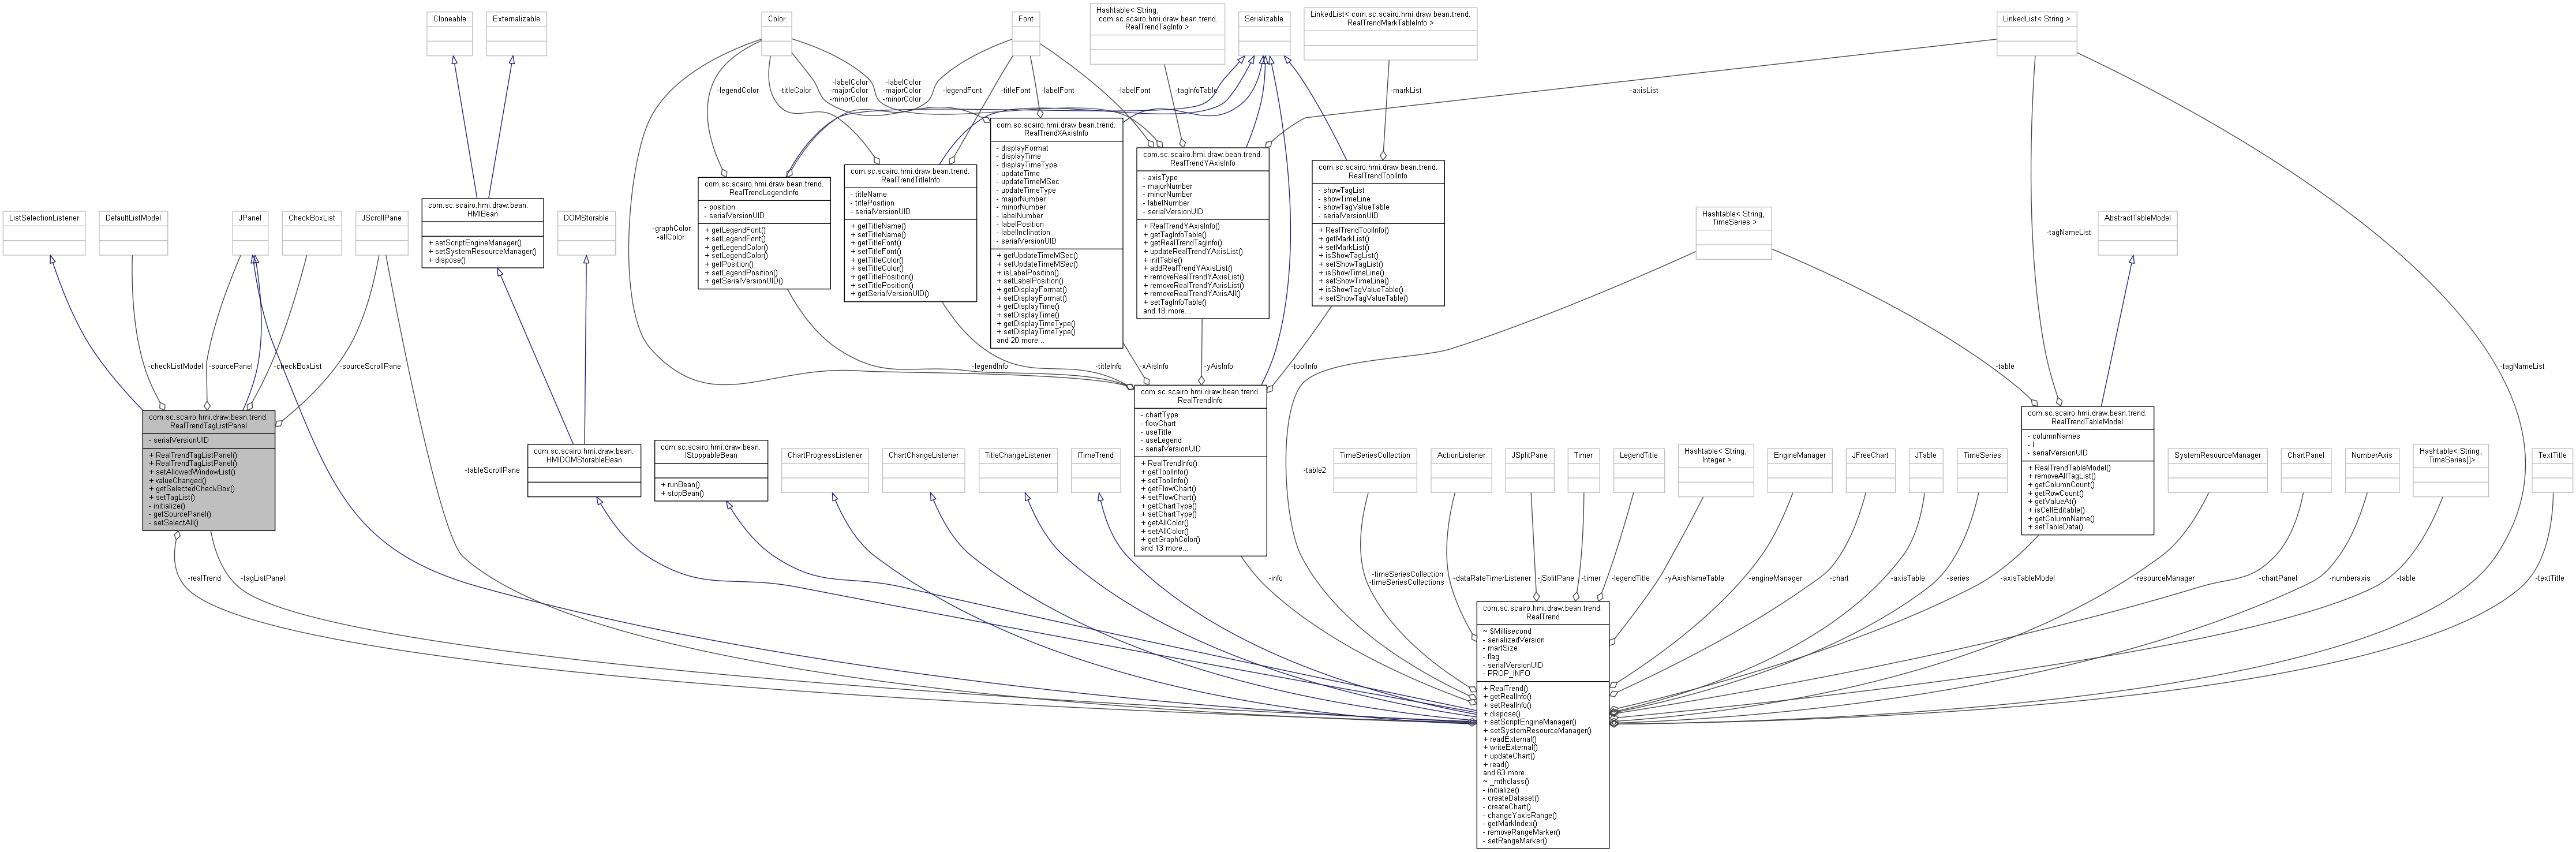 Cloneable
Externalizable
Color
Font
Hashtable< String,
com.sc.scairo.hmi.draw.bean.trend.
RealTrendTagInfo >
Serializable
LinkedList< com.sc.scairo.hmi.draw.bean.trend.
RealTrendMarkTableInfo >
LinkedList< String >
-legendColor
-titleColor
-labelColor
-majorColor
-minorColor
-labelColor
-majorColor
-minorColor
-legendFont
-titleFont
-labelFont
-labelFont
-tagInfoTable
-markList
-axisList
com.sc.scairo.hmi.draw.bean.trend.
RealTrendLegendInfo
- position
- serialVersionUID
+ getLegendFont()
+ setLegendFont()
+ getLegendColor()
+ setLegendColor()
+ getPosition()
+ setLegendPosition()
+ getSerialVersionUID()
com.sc.scairo.hmi.draw.bean.trend.
RealTrendTitleInfo
- titleName
- titlePosition
- serialVersionUID
+ getTitleName()
+ setTitleName()
+ getTitleFont()
+ setTitleFont()
+ getTitleColor()
+ setTitleColor()
+ getTitlePosition()
+ setTitlePosition()
+ getSerialVersionUID()
com.sc.scairo.hmi.draw.bean.trend.
RealTrendXAxisInfo
- displayFormat
- displayTime
- displayTimeType
- updateTime
- updateTimeMSec
- updateTimeType
- majorNumber
- minorNumber
- labelNumber
- labelPosition
- labelInclination
- serialVersionUID
+ getUpdateTimeMSec()
+ setUpdateTimeMSec()
+ isLabelPosition()
+ setLabelPosition()
+ getDisplayFormat()
+ setDisplayFormat()
+ getDisplayTime()
+ setDisplayTime()
+ getDisplayTimeType()
+ setDisplayTimeType()
and 20 more...
com.sc.scairo.hmi.draw.bean.trend.
RealTrendYAxisInfo
- axisType
- majorNumber
- minorNumber
- labelNumber
- serialVersionUID
+ RealTrendYAxisInfo()
+ getTagInfoTable()
+ getRealTrendTagInfo()
+ updateRealTrendYAxisList()
+ initTable()
+ addRealTrendYAxisList()
+ removeRealTrendYAxisList()
+ removeRealTrendYAxisList()
+ removeRealTrendYAxisAll()
+ setTagInfoTable()
and 18 more...
com.sc.scairo.hmi.draw.bean.trend.
RealTrendToolInfo
- showTagList
- showTimeLine
- showTagValueTable
- serialVersionUID
+ RealTrendToolInfo()
+ getMarkList()
+ setMarkList()
+ isShowTagList()
+ setShowTagList()
+ isShowTimeLine()
+ setShowTimeLine()
+ isShowTagValueTable()
+ setShowTagValueTable()
ListSelectionListener
DefaultListModel
JPanel
CheckBoxList
JScrollPane
com.sc.scairo.hmi.draw.bean.
HMIBean
+ setScriptEngineManager()
+ setSystemResourceManager()
+ dispose()
DOMStorable
-graphColor
-allColor
Hashtable< String,
TimeSeries >
-tagNameList
AbstractTableModel
-checkListModel
-sourcePanel
-checkBoxList
-sourceScrollPane
-legendInfo
-titleInfo
-xAisInfo
-yAisInfo
-toolInfo
-table
-tagNameList
com.sc.scairo.hmi.draw.bean.trend.
RealTrendTagListPanel
- serialVersionUID
+ RealTrendTagListPanel()
+ RealTrendTagListPanel()
+ setAllowedWindowList()
+ valueChanged()
+ getSelectedCheckBox()
+ setTagList()
- initialize()
- getSourcePanel()
- setSelectAll()
-tableScrollPane
com.sc.scairo.hmi.draw.bean.
HMIDOMStorableBean
com.sc.scairo.hmi.draw.bean.
IStoppableBean
+ runBean()
+ stopBean()
ChartProgressListener
ChartChangeListener
TitleChangeListener
ITimeTrend
com.sc.scairo.hmi.draw.bean.trend.
RealTrendInfo
- chartType
- flowChart
- useTitle
- useLegend
- serialVersionUID
+ RealTrendInfo()
+ getToolInfo()
+ setToolInfo()
+ getFlowChart()
+ setFlowChart()
+ getChartType()
+ setChartType()
+ getAllColor()
+ setAllColor()
+ getGraphColor()
and 13 more...
-table2
TimeSeriesCollection
ActionListener
JSplitPane
Timer
LegendTitle
Hashtable< String,
Integer >
EngineManager
JFreeChart
JTable
TimeSeries
com.sc.scairo.hmi.draw.bean.trend.
RealTrendTableModel
- columnNames
- l
- serialVersionUID
+ RealTrendTableModel()
+ removeAllTagList()
+ getColumnCount()
+ getRowCount()
+ getValueAt()
+ isCellEditable()
+ getColumnName()
+ setTableData()
SystemResourceManager
ChartPanel
NumberAxis
Hashtable< String,
TimeSeries[]>
TextTitle
-realTrend
-tagListPanel
-info
-timeSeriesCollection
-timeSeriesCollections
-dataRateTimerListener
-jSplitPane
-timer
-legendTitle
-yAxisNameTable
-engineManager
-chart
-axisTable
-series
-axisTableModel
-resourceManager
-chartPanel
-numberaxis
-table
-textTitle
com.sc.scairo.hmi.draw.bean.trend.
RealTrend
~ $Millisecond
- serializedVersion
- martSize
- flag
- serialVersionUID
- PROP_INFO
+ RealTrend()
+ getRealInfo()
+ setRealInfo()
+ dispose()
+ setScriptEngineManager()
+ setSystemResourceManager()
+ readExternal()
+ writeExternal()
+ updateChart()
+ read()
and 63 more...
~ _mthclass()
- initialize()
- createDataset()
- createChart()
- changeYaxisRange()
- getMarkIndex()
- removeRangeMarker()
- setRangeMarker()